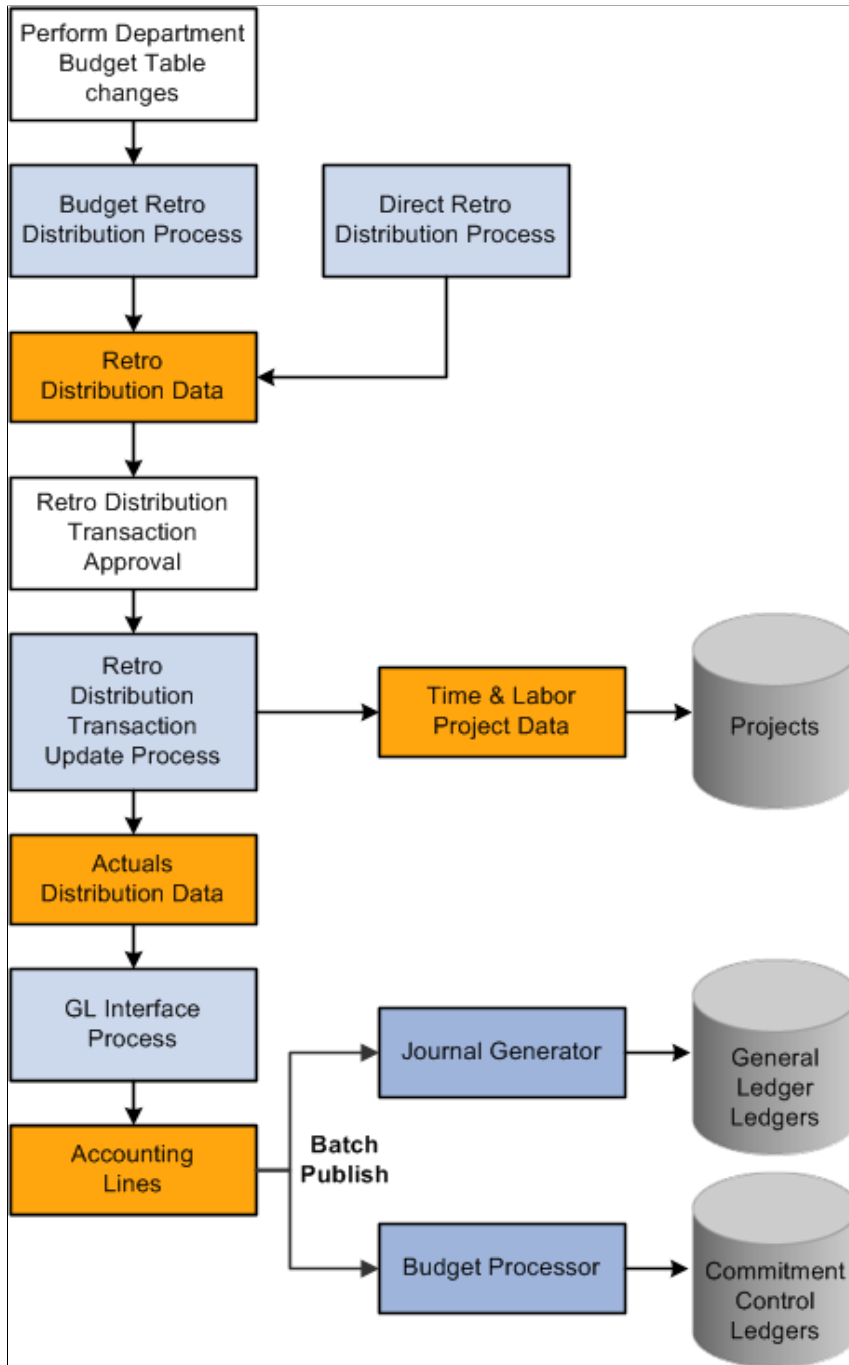 Perform Department
Budget Table
changes
Budget Retro
Distribution Process
Direct Retro
Distribution Process
Retro
Distribution Data
Retro Distribution
Transaction
Approval
Retro
Distribution
Transaction
Update Process
Time & Labor
Project Data
Projects
Actuals
Distribution Data
GL Interface
Process
Journal Generator
General
Ledger
Ledgers
Accounting
Lines
Batch
Publish
Budget Processor
Commitment
Control
Ledgers